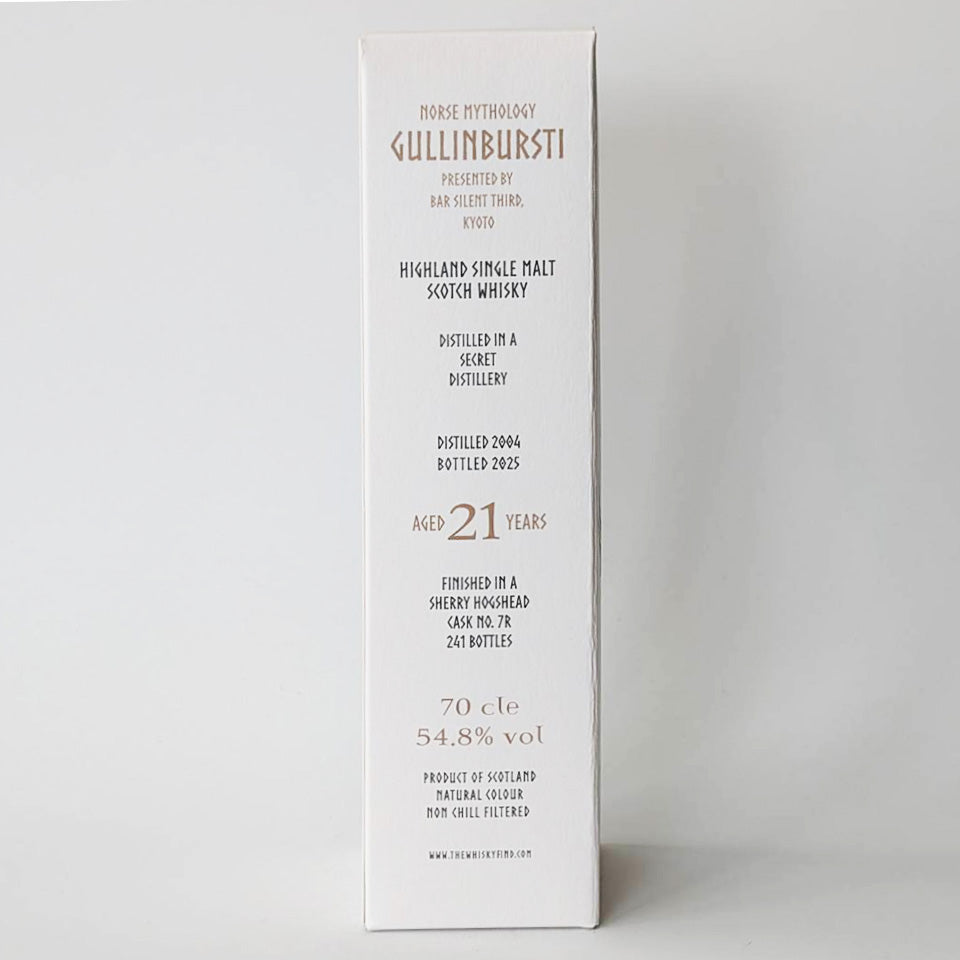 NORSE MYTHOLOGY
GULLINBURSTI
PRESENTED BY
BAR SILENT THIRD,
KYOTO
HIGHLAND SINGLE MALT
SCOTCH WHISKY
DISTILLED IN A
SECRET
DISTILLERY
DISTILLED 2004
BOTTLED 2025
AGED 21 YEARS
FINISHED IN A
SHERRY HOGSHEAD
CASK NO. 7R
241 BOTTLES
70 cle
54.8% vol
PRODUCT OF SCOTLAND
NATURAL COLOUR
NON CHILL FILTERED
WWW.THEWHISKYFIND.COM